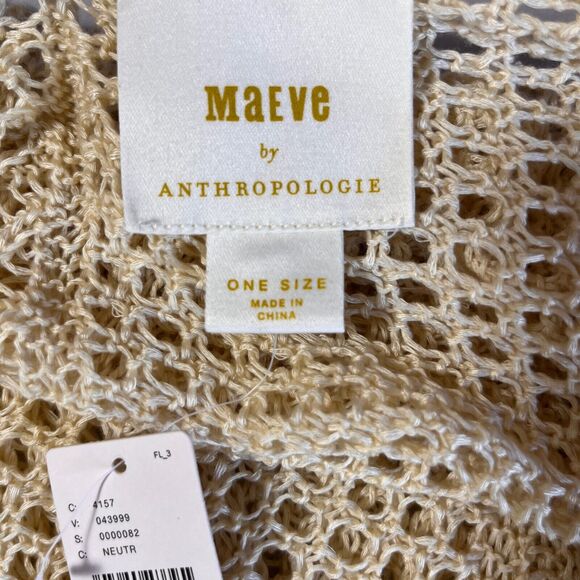 MaEVe
by
ANTHROPOLOGIE
ONE SIZE
MADE IN
CHINA
FL_3
C: 4157
V: 043999
S: 0000082
C: NEUTR